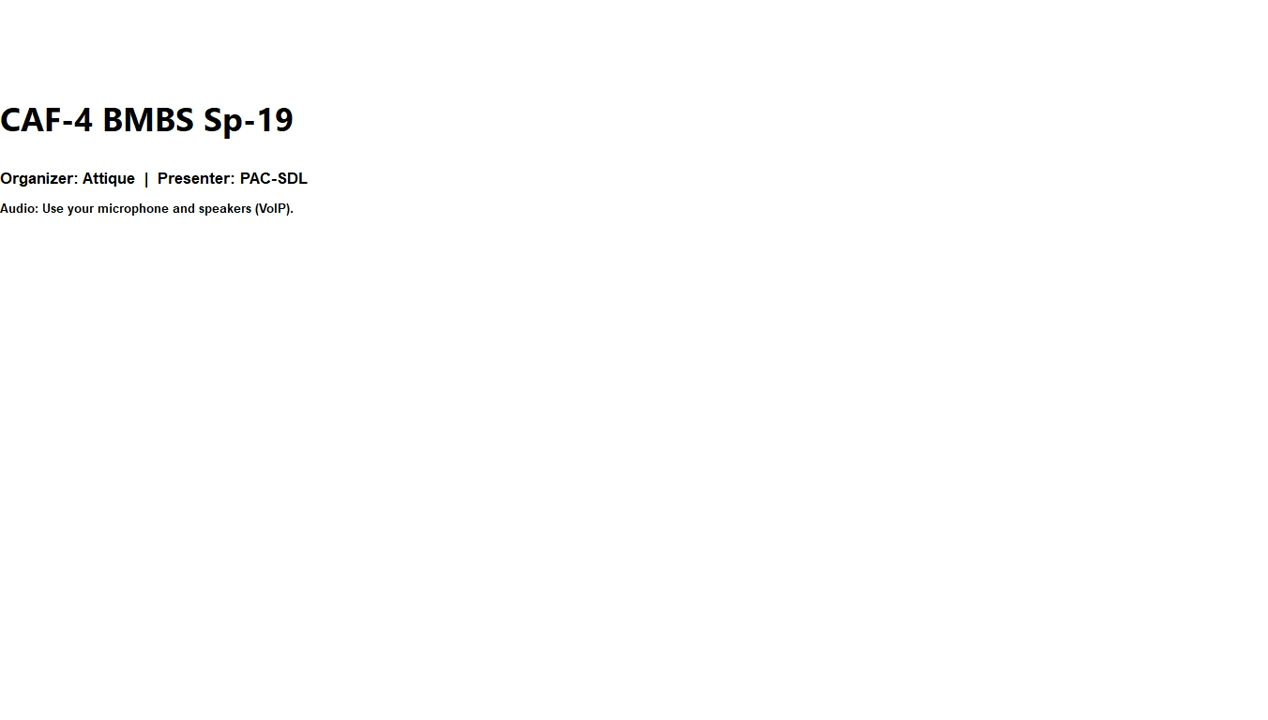 CAF-4 BMBS Sp-19
Organizer: Attique | Presenter: PAC-SDL
Audio: Use your microphone and speakers (VoIP).